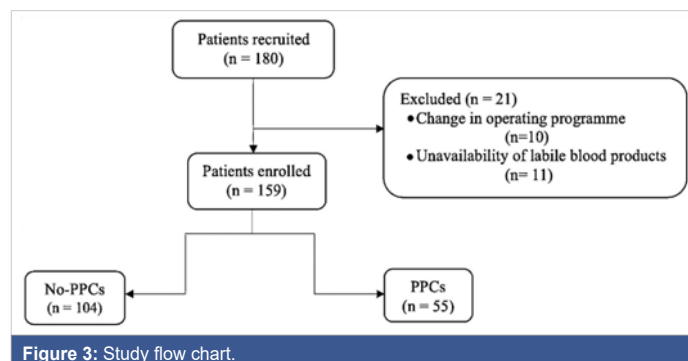 Patients recruited
(n = 180)
Excluded (n = 21)
•Change in operating programme
(n=10)
•Unavailability of labile blood products
(n= 11)
Patients enrolled
(n = 159)
No-PPCs
(n = 104)
PPCs
(n = 55)
Figure 3: Study flow chart.